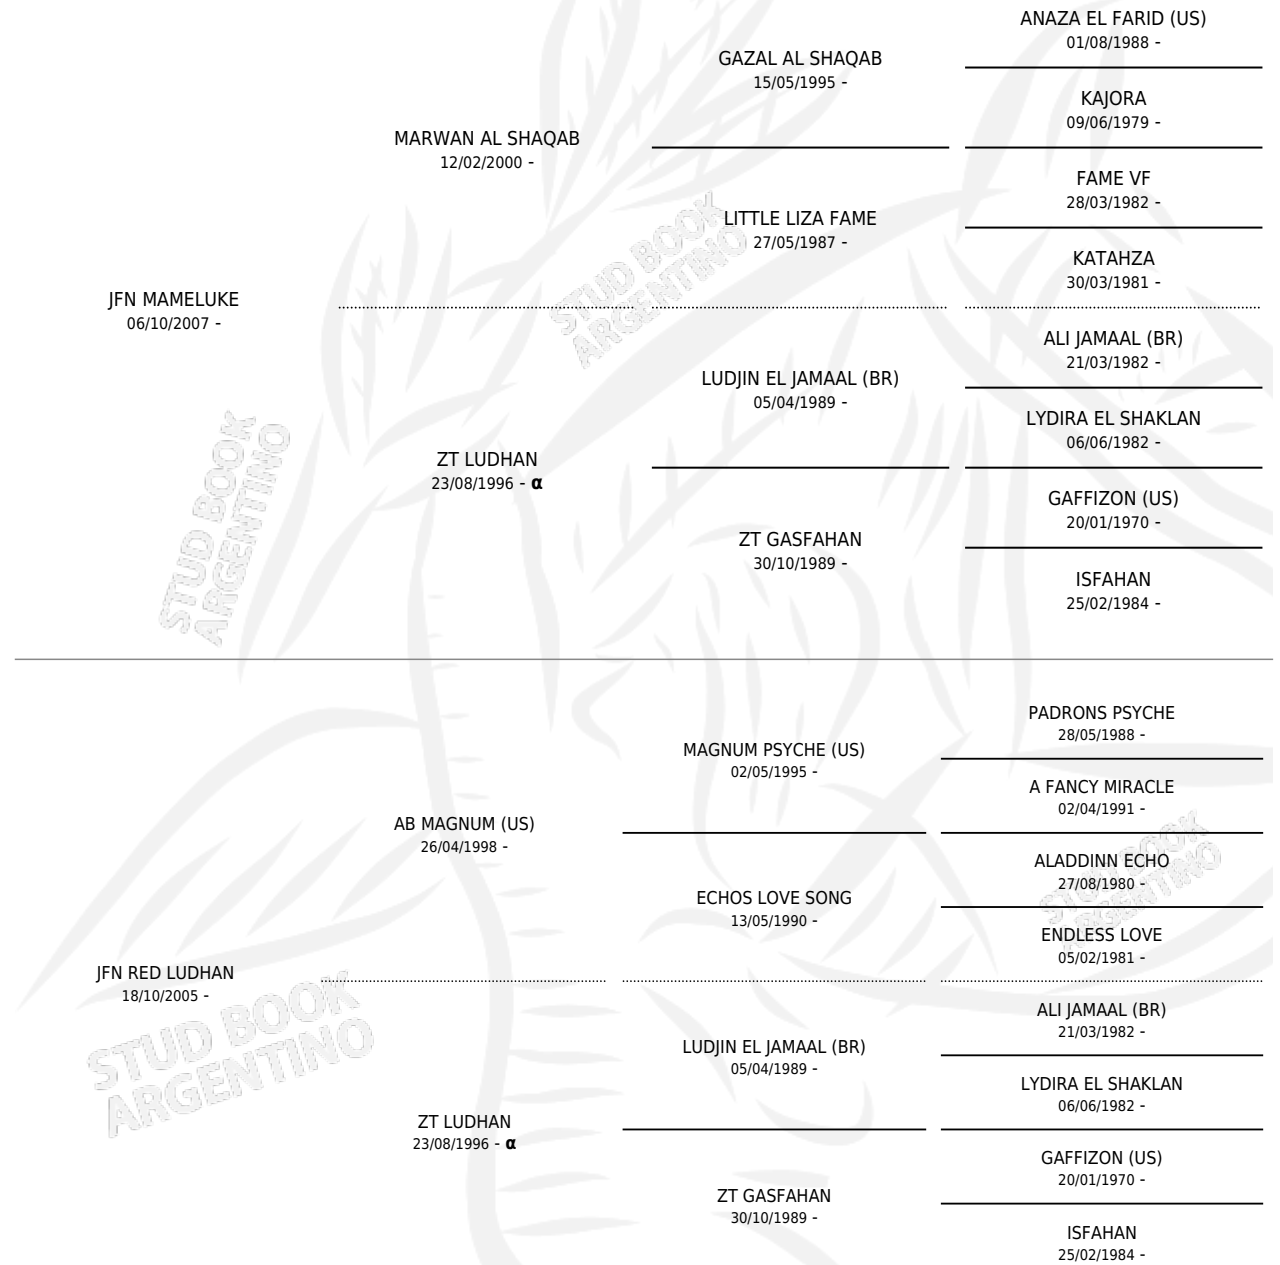 ANAZA EL FARID (US)
01/08/1988 -
GAZAL AL SHAQAB
15/05/1995 -
KAJORA
09/06/1979 -
MARWAN AL SHAQAB
12/02/2000 -
FAME VF
28/03/1982 -
LITTLE LIZA FAME
27/05/1987 -
KATAHZA
30/03/1981 -
JFN MAMELUKE
06/10/2007 -
ALI JAMAAL (BR)
21/03/1982 -
LUDJIN EL JAMAAL (BR)
05/04/1989 -
LYDIRA EL SHAKLAN
06/06/1982 -
ZT LUDHAN
23/08/1996 - α
GAFFIZON (US)
20/01/1970 -
ZT GASFAHAN
30/10/1989 -
ISFAHAN
25/02/1984 -
PADRONS PSYCHE
28/05/1988 -
MAGNUM PSYCHE (US)
02/05/1995 -
A FANCY MIRACLE
02/04/1991 -
AB MAGNUM (US)
26/04/1998 -
ALADDINN ECHO
27/08/1980 -
ECHOS LOVE SONG
13/05/1990 -
ENDLESS LOVE
05/02/1981 -
JFN RED LUDHAN
18/10/2005 -
ALI JAMAAL (BR)
21/03/1982 -
LUDJIN EL JAMAAL (BR)
05/04/1989 -
LYDIRA EL SHAKLAN
06/06/1982 -
ZT LUDHAN
23/08/1996 - α
GAFFIZON (US)
20/01/1970 -
ZT GASFAHAN
30/10/1989 -
ISFAHAN
25/02/1984 -
STUD BOOK
ARGENTINO
STUD BOOK
ARGENTINO
STUD BOOK
ARGENTINO
STUD BOOK
ARGENTINO